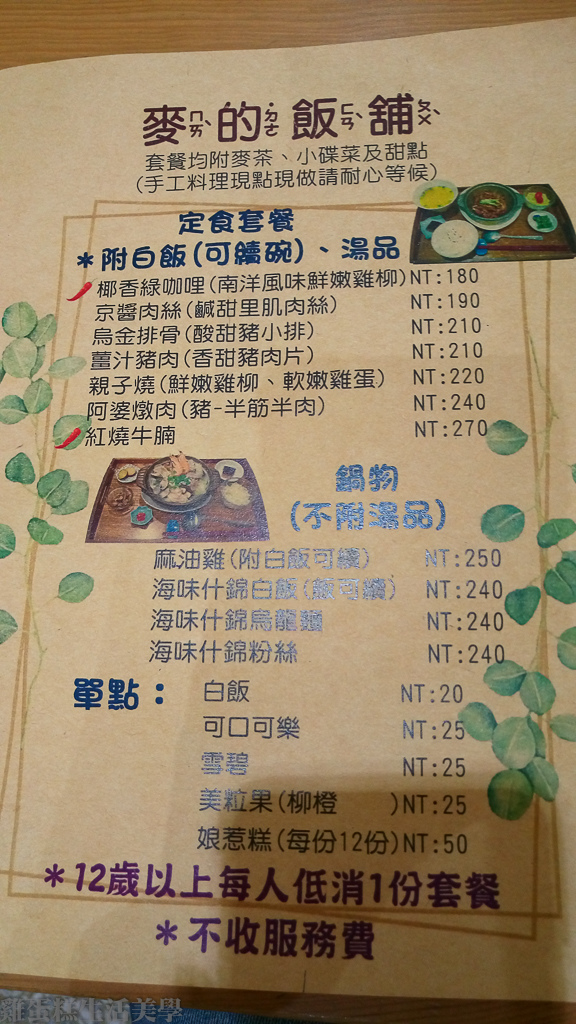 麥的飯舖
ㄇㄞˋ ㄉㄜ˙ ㄈㄢˋ ㄆㄨˋ
套餐均附麥茶、小碟菜及甜點
(手工料理現點現做請耐心等候)
定食套餐
*附白飯(可續碗)、湯品
椰香綠咖哩(南洋風味鮮嫩雞柳)NT:180
京醬肉絲(鹹甜里肌肉絲) NT:190
烏金排骨(酸甜豬小排) NT:210
薑汁豬肉(香甜豬肉片) NT:210
親子燒(鮮嫩雞柳、軟嫩雞蛋) NT:220
阿婆燉肉(豬-半筋半肉) NT:240
紅燒牛腩 NT:270
鍋物
(不附湯品)
麻油雞(附白飯可續) NT:250
海味什錦白飯(飯可續) NT:240
海味什錦烏龍麵 NT:240
海味什錦粉絲 NT:240
單點: 白飯 NT:20
可口可樂 NT:25
雪碧 NT:25
美粒果(柳橙 )NT:25
娘惹糕(每份12份)NT:50
*12歲以上每人低消1份套餐
*不收服務費
雞蛋糕生活美學